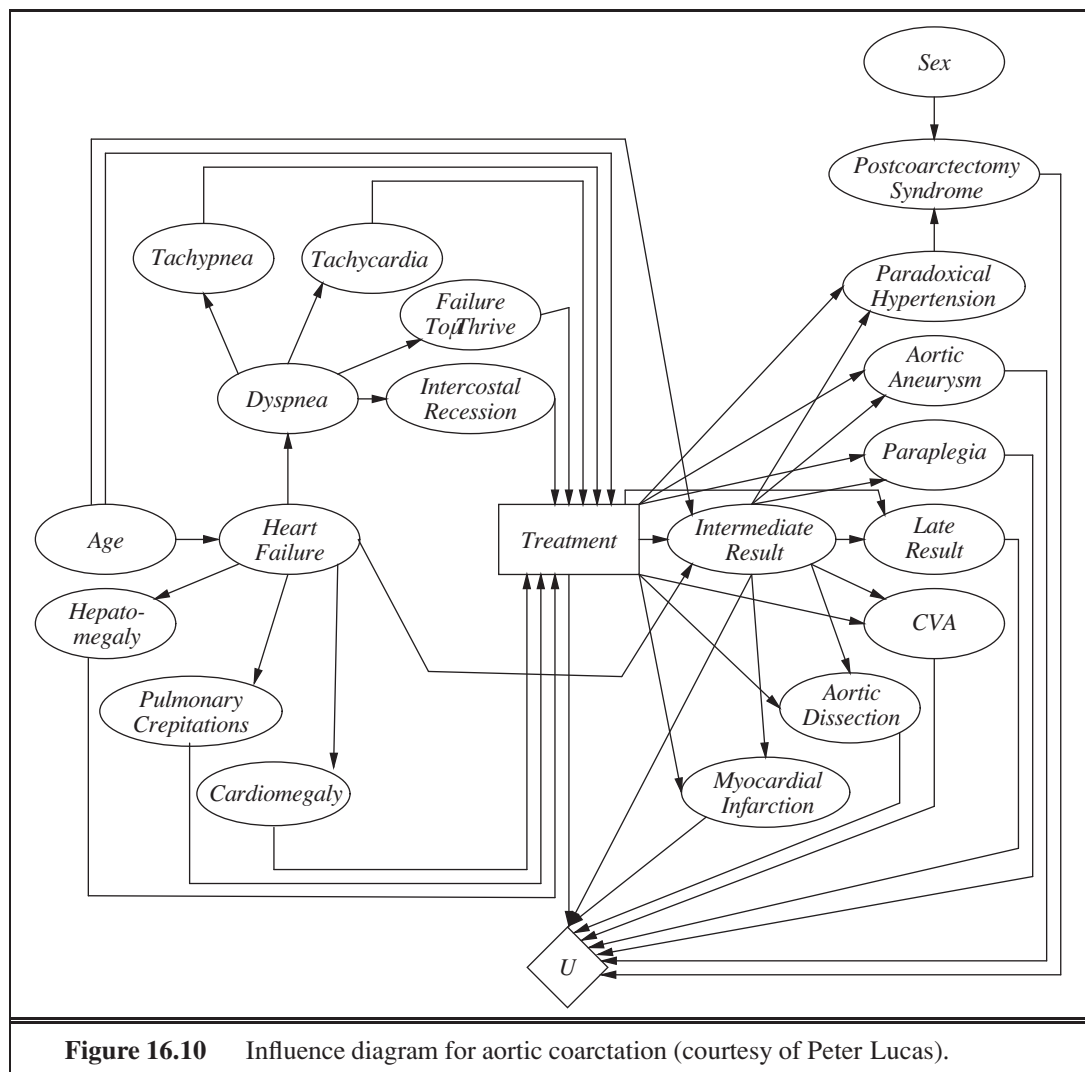 Sex
Postcoarctectomy
Syndrome
Tachypnea
Tachycardia
Paradoxical
Hypertension
Failure
ToµThrive
Aortic
Aneurysm
Dyspnea
Intercostal
Recession
Paraplegia
Age
Heart
Failure
Treatment
Intermediate
Result
Late
Result
Hepato-
megaly
CVA
Pulmonary
Crepitations
Aortic
Dissection
Cardiomegaly
Myocardial
Infarction
U
Figure 16.10 Influence diagram for aortic coarctation (courtesy of Peter Lucas).